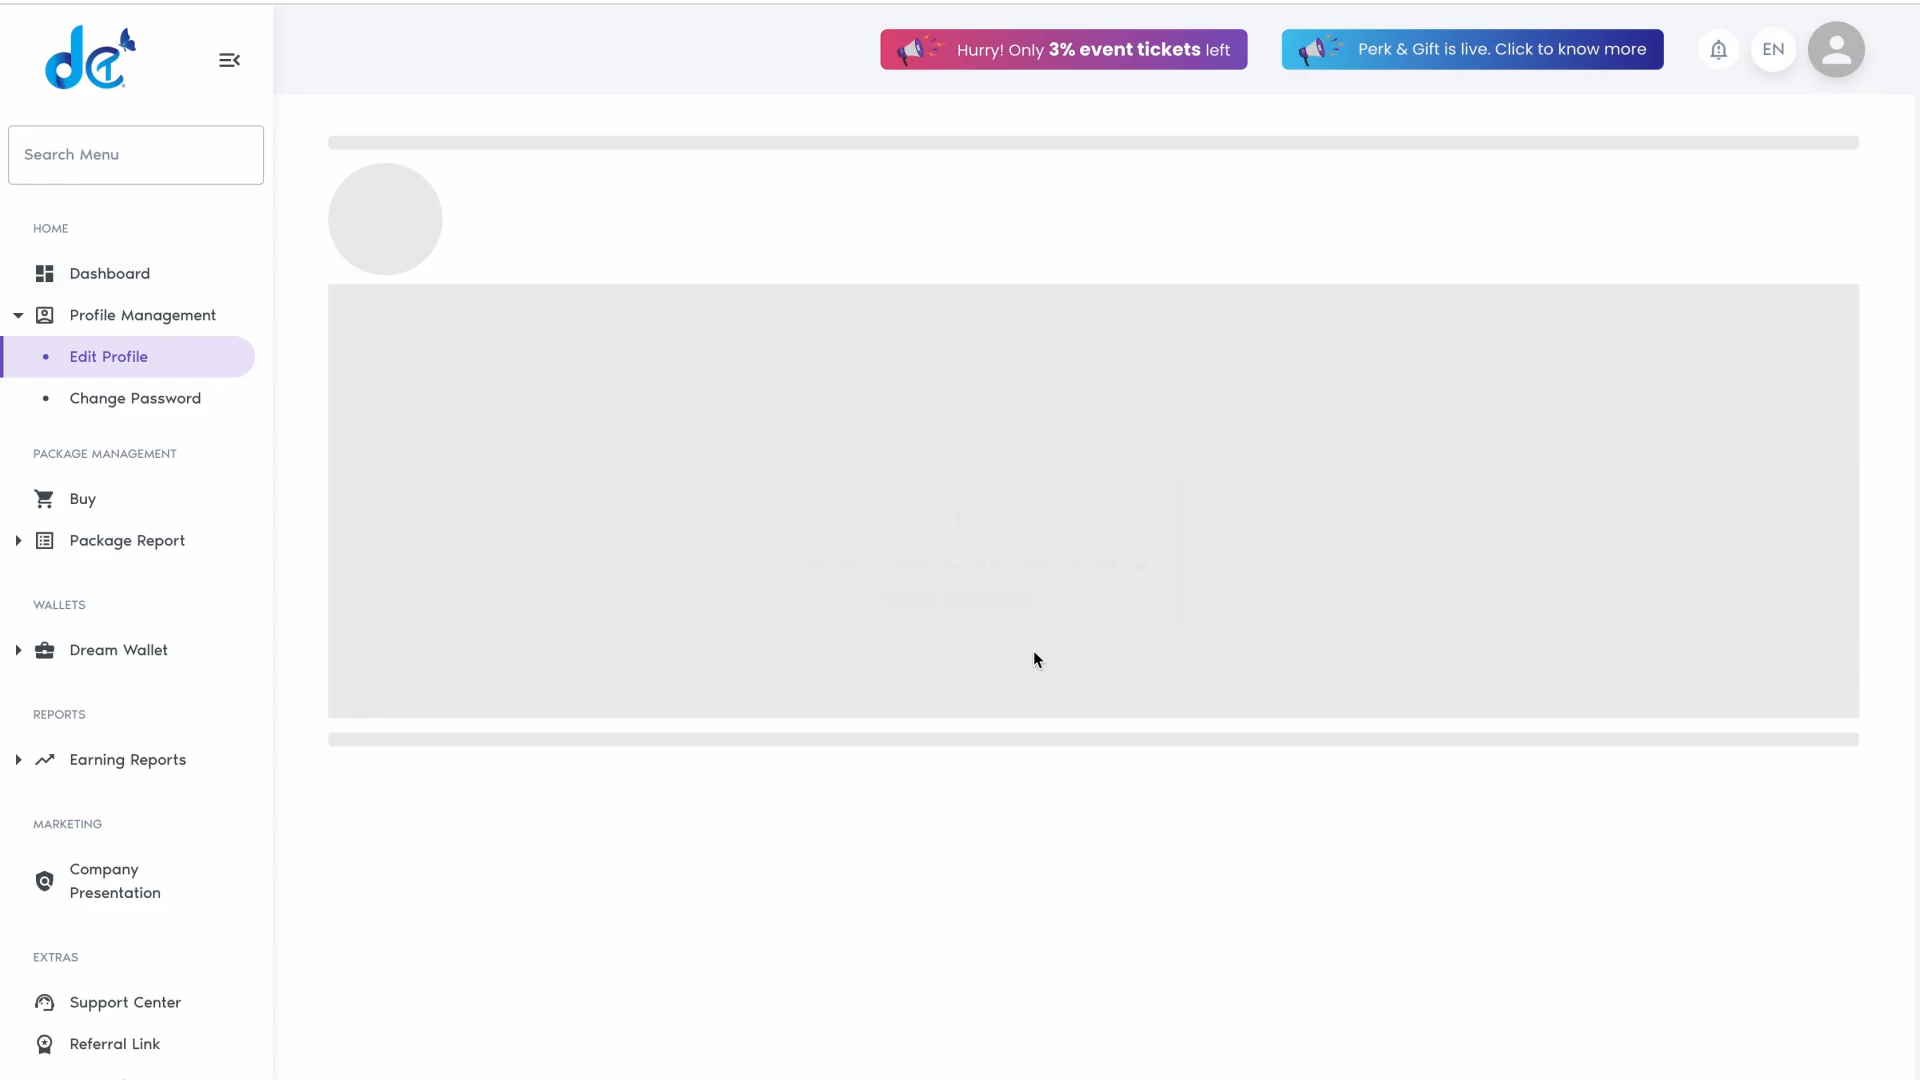 Hurry! Only 3% event tickets left
Perk & Gift is live. Click to know more
EN
Search Menu
HOME
Dashboard
Profile Management
Edit Profile
Change Password
PACKAGE MANAGEMENT
Buy
Package Report
WALLETS
Dream Wallet
REPORTS
Earning Reports
MARKETING
Company
Presentation
EXTRAS
Support Center
Referral Link